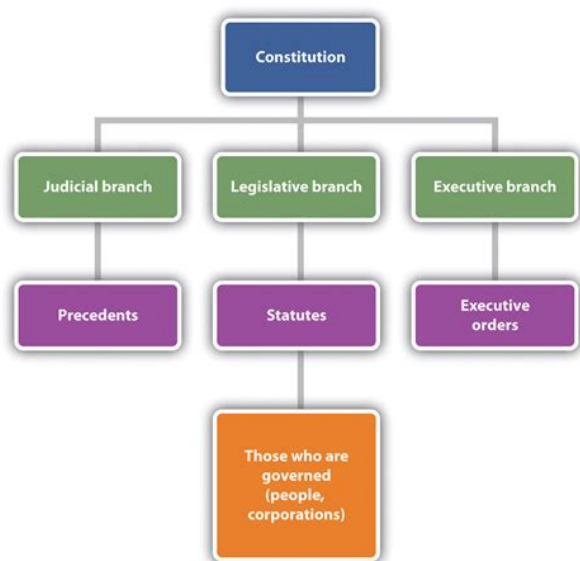 Constitution
Judicial branch
Legislative branch
Executive branch
Precedents
Statutes
Executive
orders
Those who are
governed
(people,
corporations)